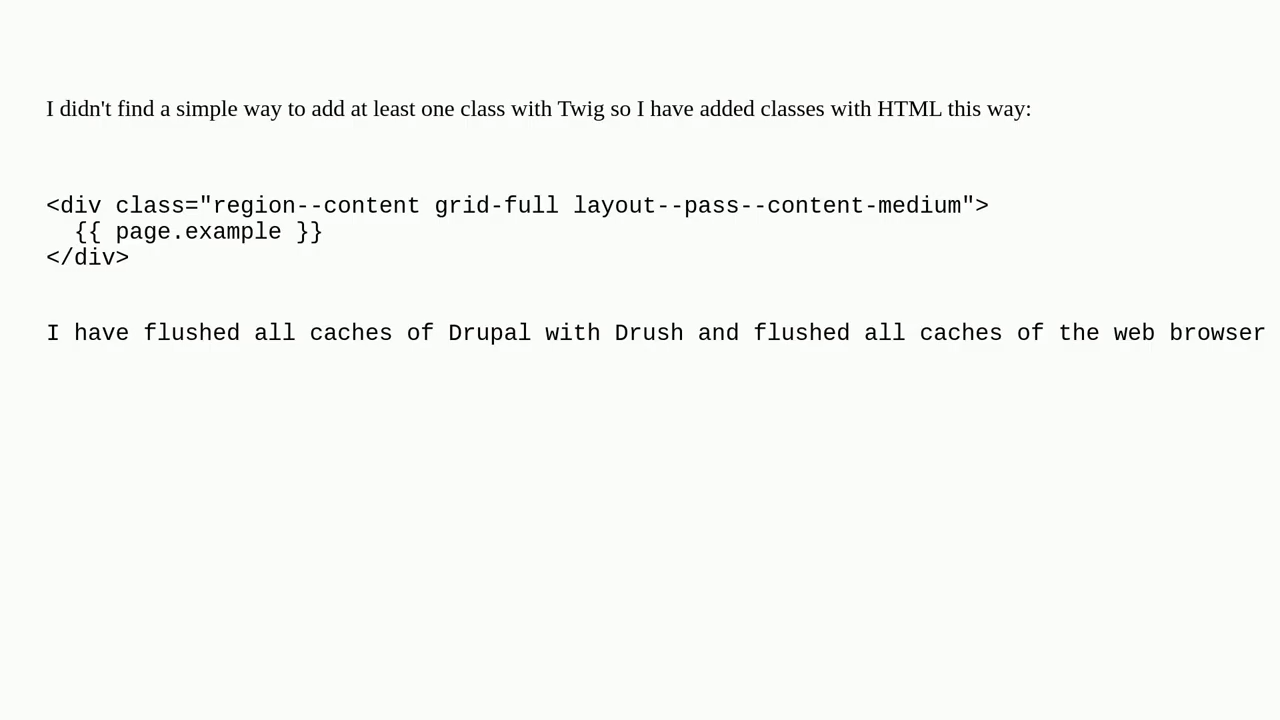 I didn't find a simple way to add at least one class with Twig so I have added classes with HTML this way:
<div class="region--content grid-full layout--pass--content-medium">
  {{ page.example }}
</div>
I have flushed all caches of Drupal with Drush and flushed all caches of the web browser